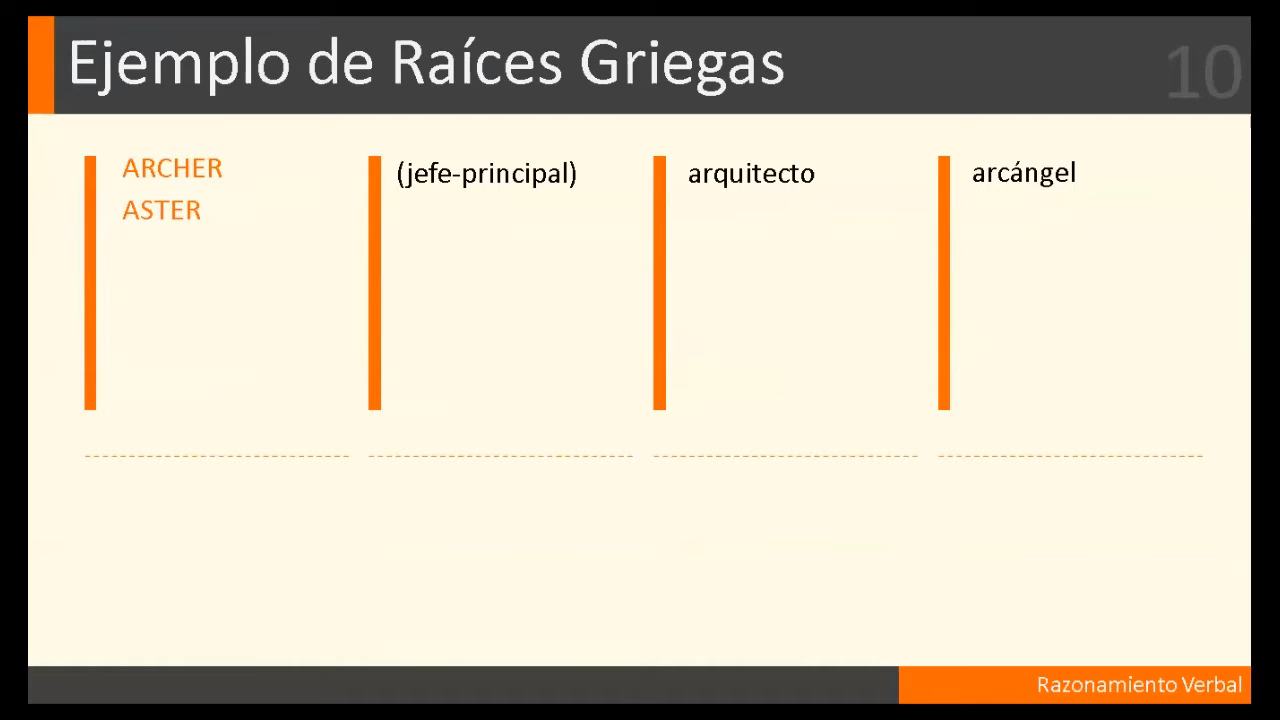 Ejemplo de Raíces Griegas
10
ARCHER
ASTER
(jefe-principal)
arquitecto
arcángel
Razonamiento Verbal